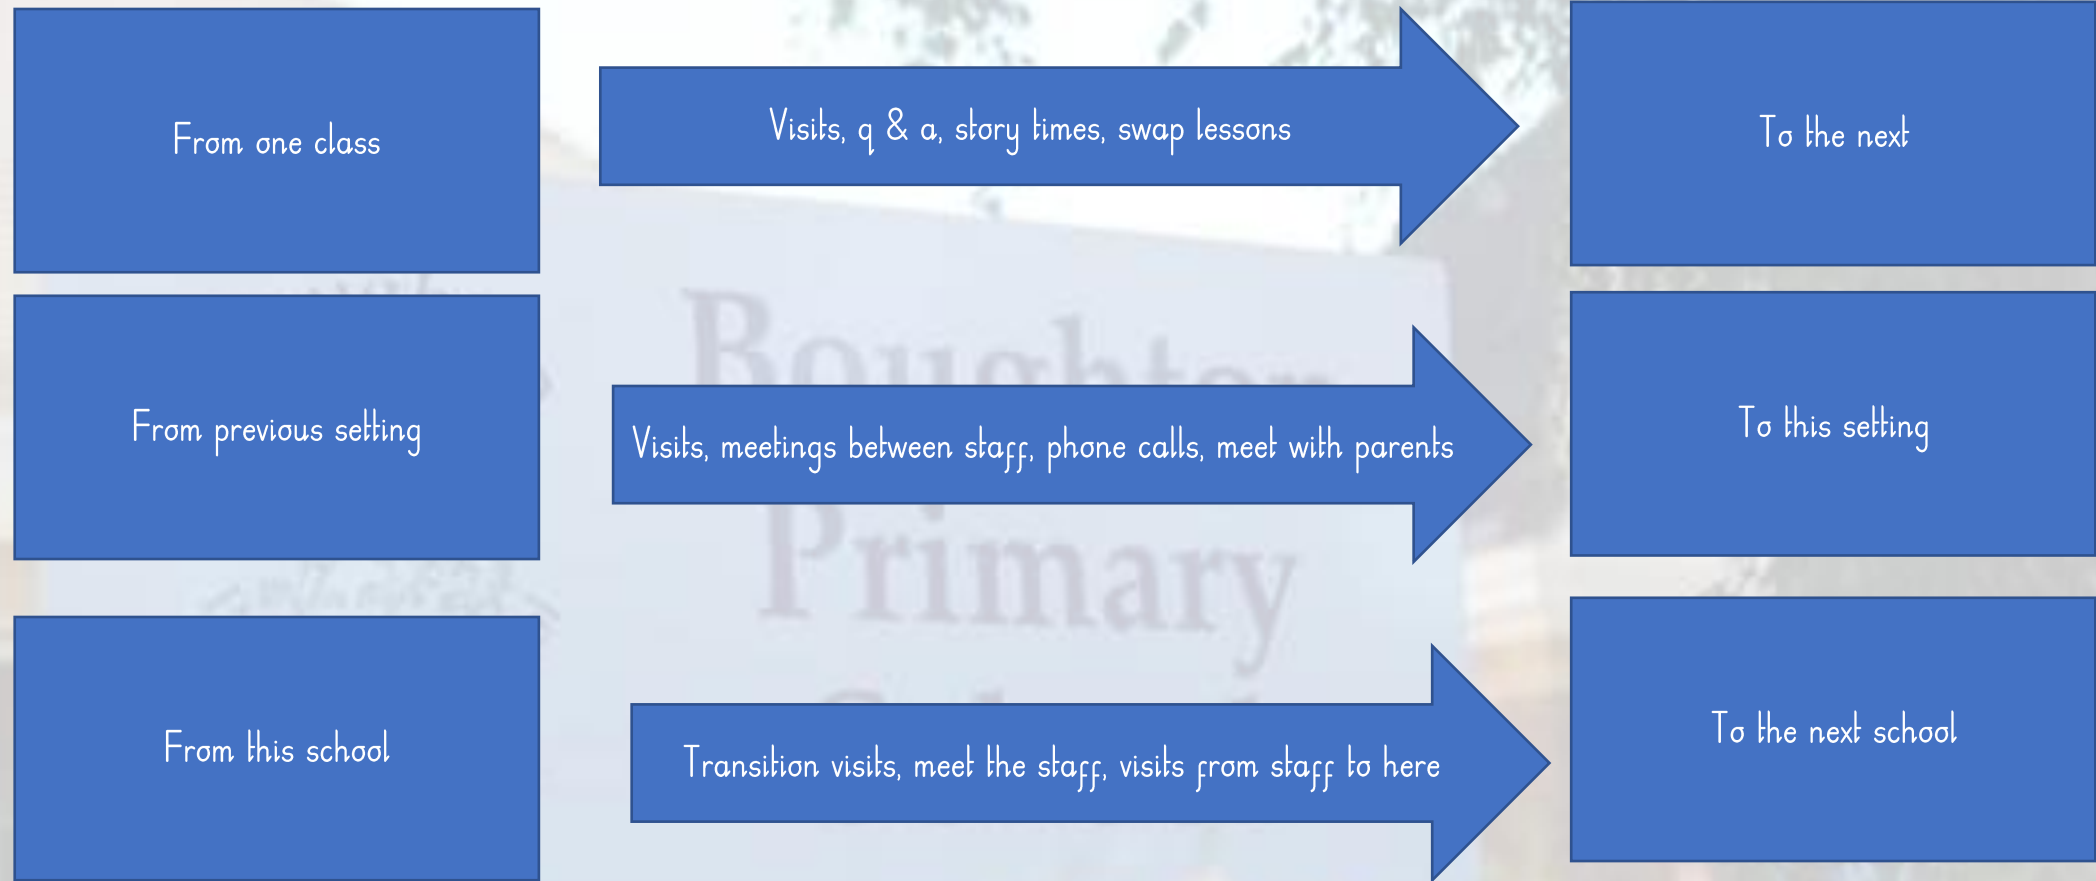 From one class
Visits, q & a, story times, swap lessons
To the next
From previous setting
Visits, meetings between staff, phone calls, meet with parents
To this setting
From this school
Transition visits, meet the staff, visits from staff to here
To the next school
Boughton
Primary